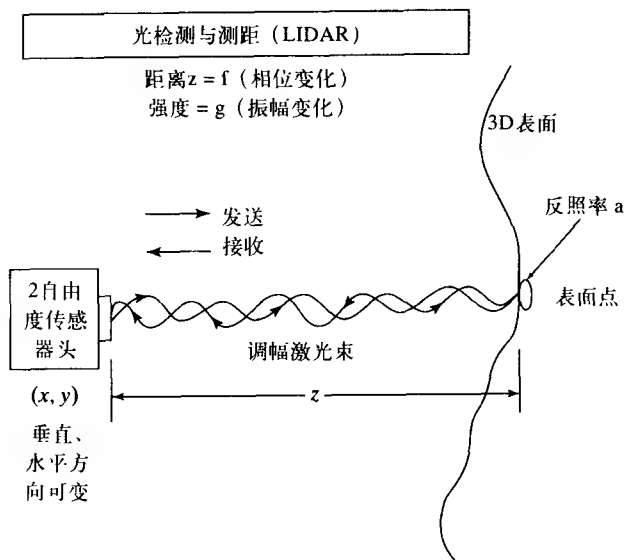 光检测与测距（LIDAR）
距离z = f（相位变化）
强度 = g（振幅变化）
3D表面
反照率 a
发送
接收
2自由
度传感
器头
表面点
调幅激光束
z
(x, y)
垂直、
水平方
向可变